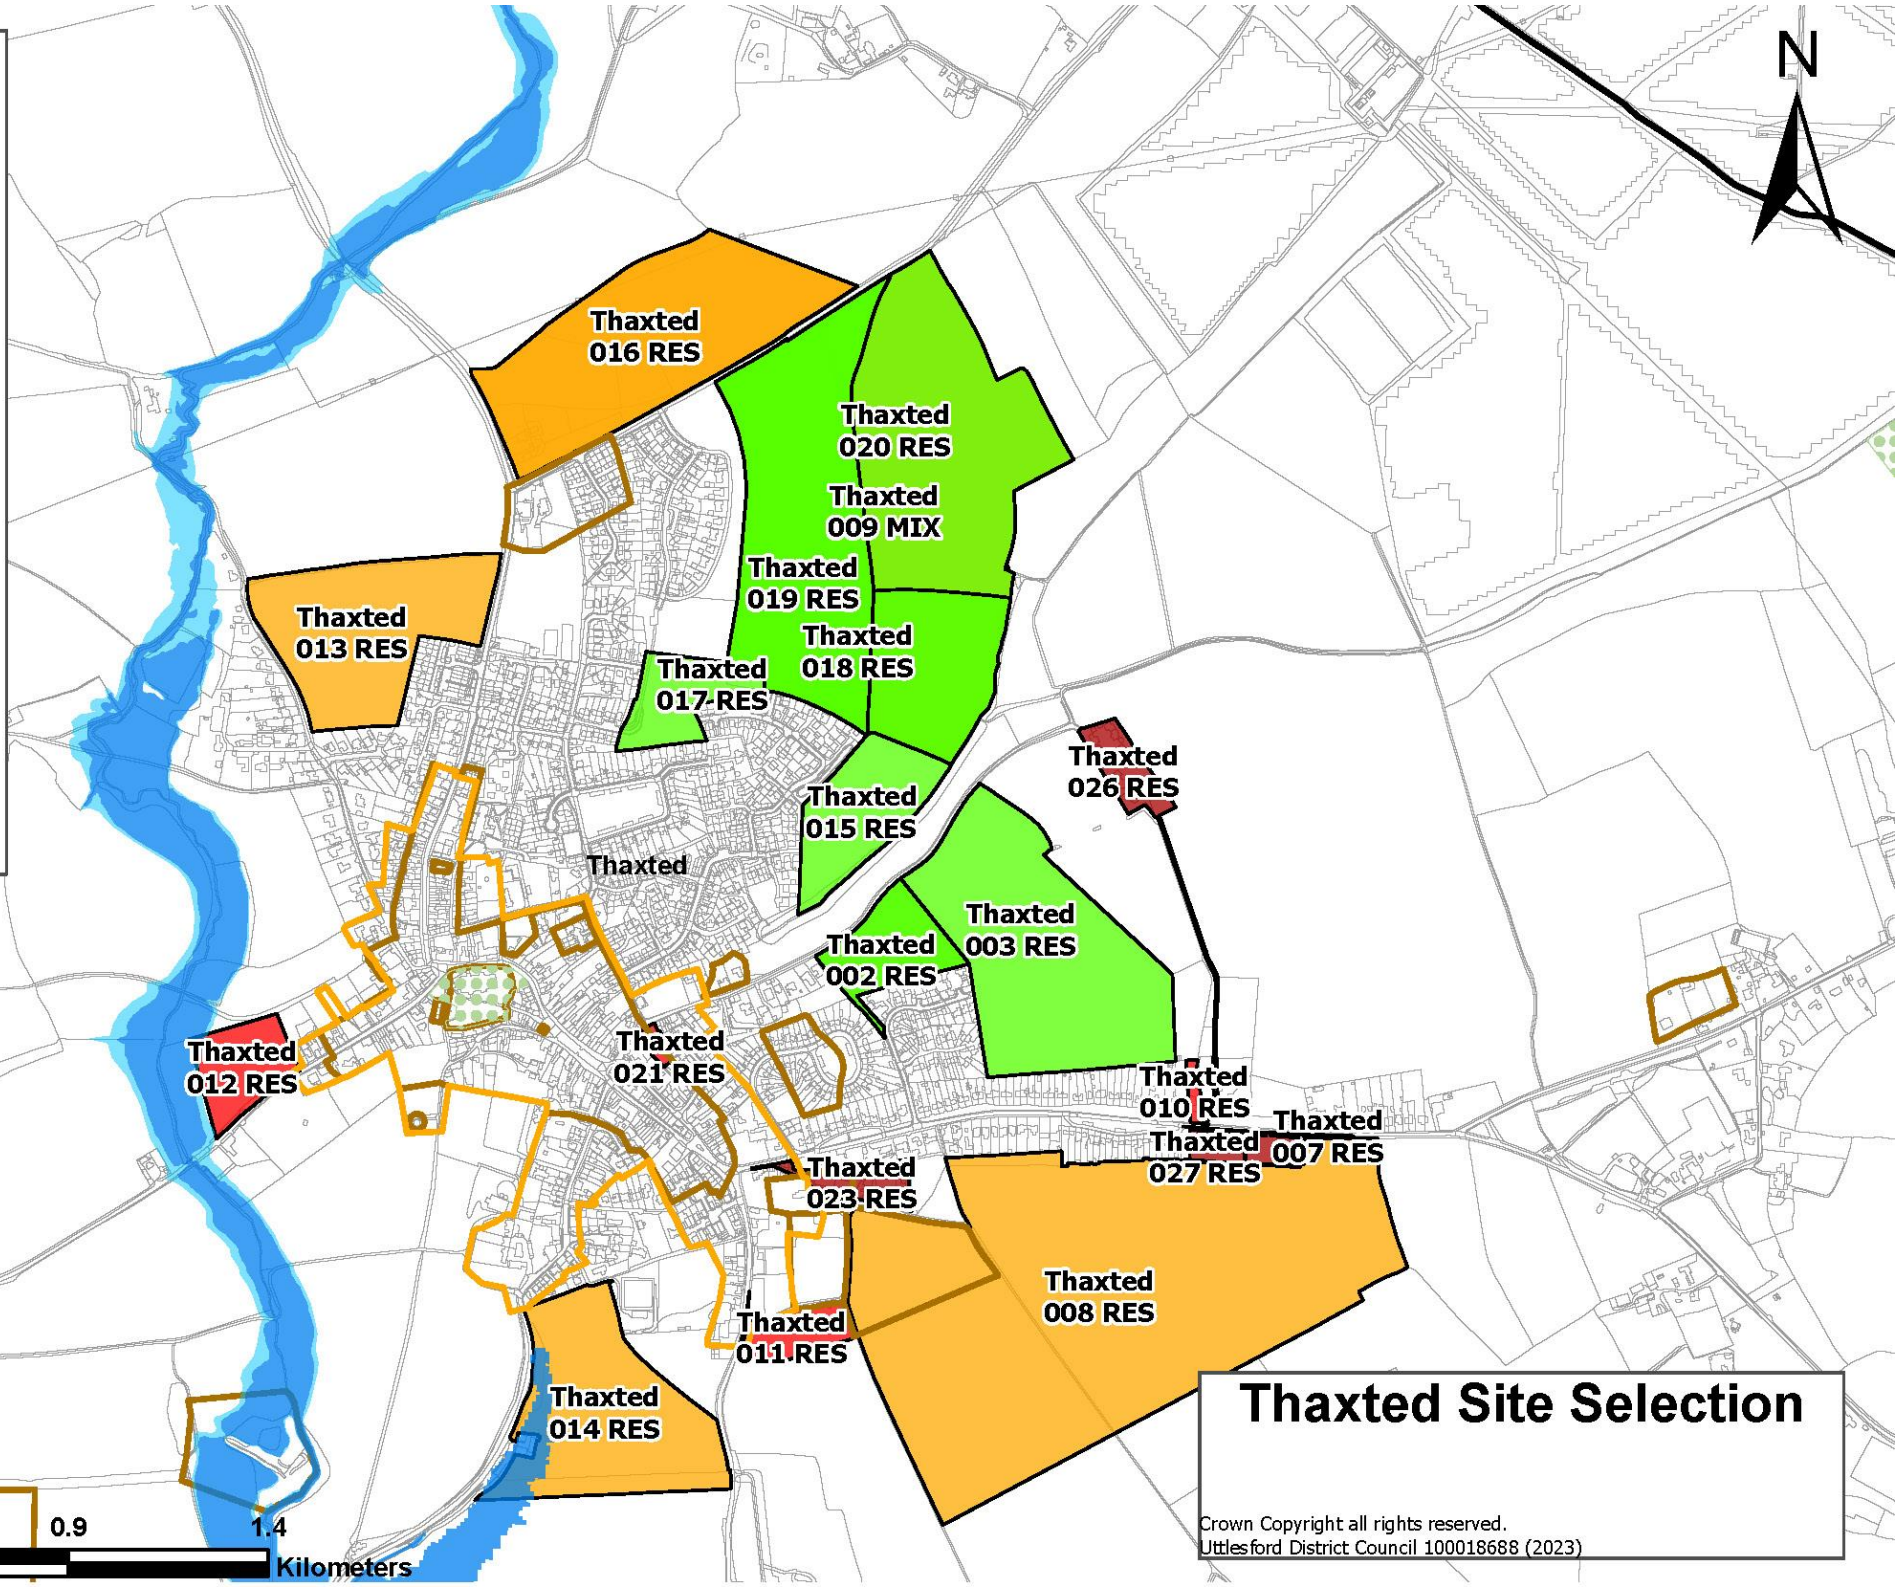 N
Thaxted
016 RES
Thaxted
020 RES
Thaxted
009 MIX
Thaxted
019 RES
Thaxted
013 RES
Thaxted
018 RES
Thaxted
017 RES
Thaxted
026 RES
Thaxted
015 RES
Thaxted
Thaxted
003 RES
Thaxted
002 RES
Thaxted
012 RES
Thaxted
021 RES
Thaxted
010 RES
Thaxted
007 RES
Thaxted
027 RES
Thaxted
023 RES
Thaxted
008 RES
Thaxted
011 RES
Thaxted
014 RES
Thaxted Site Selection
Crown Copyright all rights reserved.
Uttlesford District Council 100018688 (2023)
0.9
1.4
Kilometers